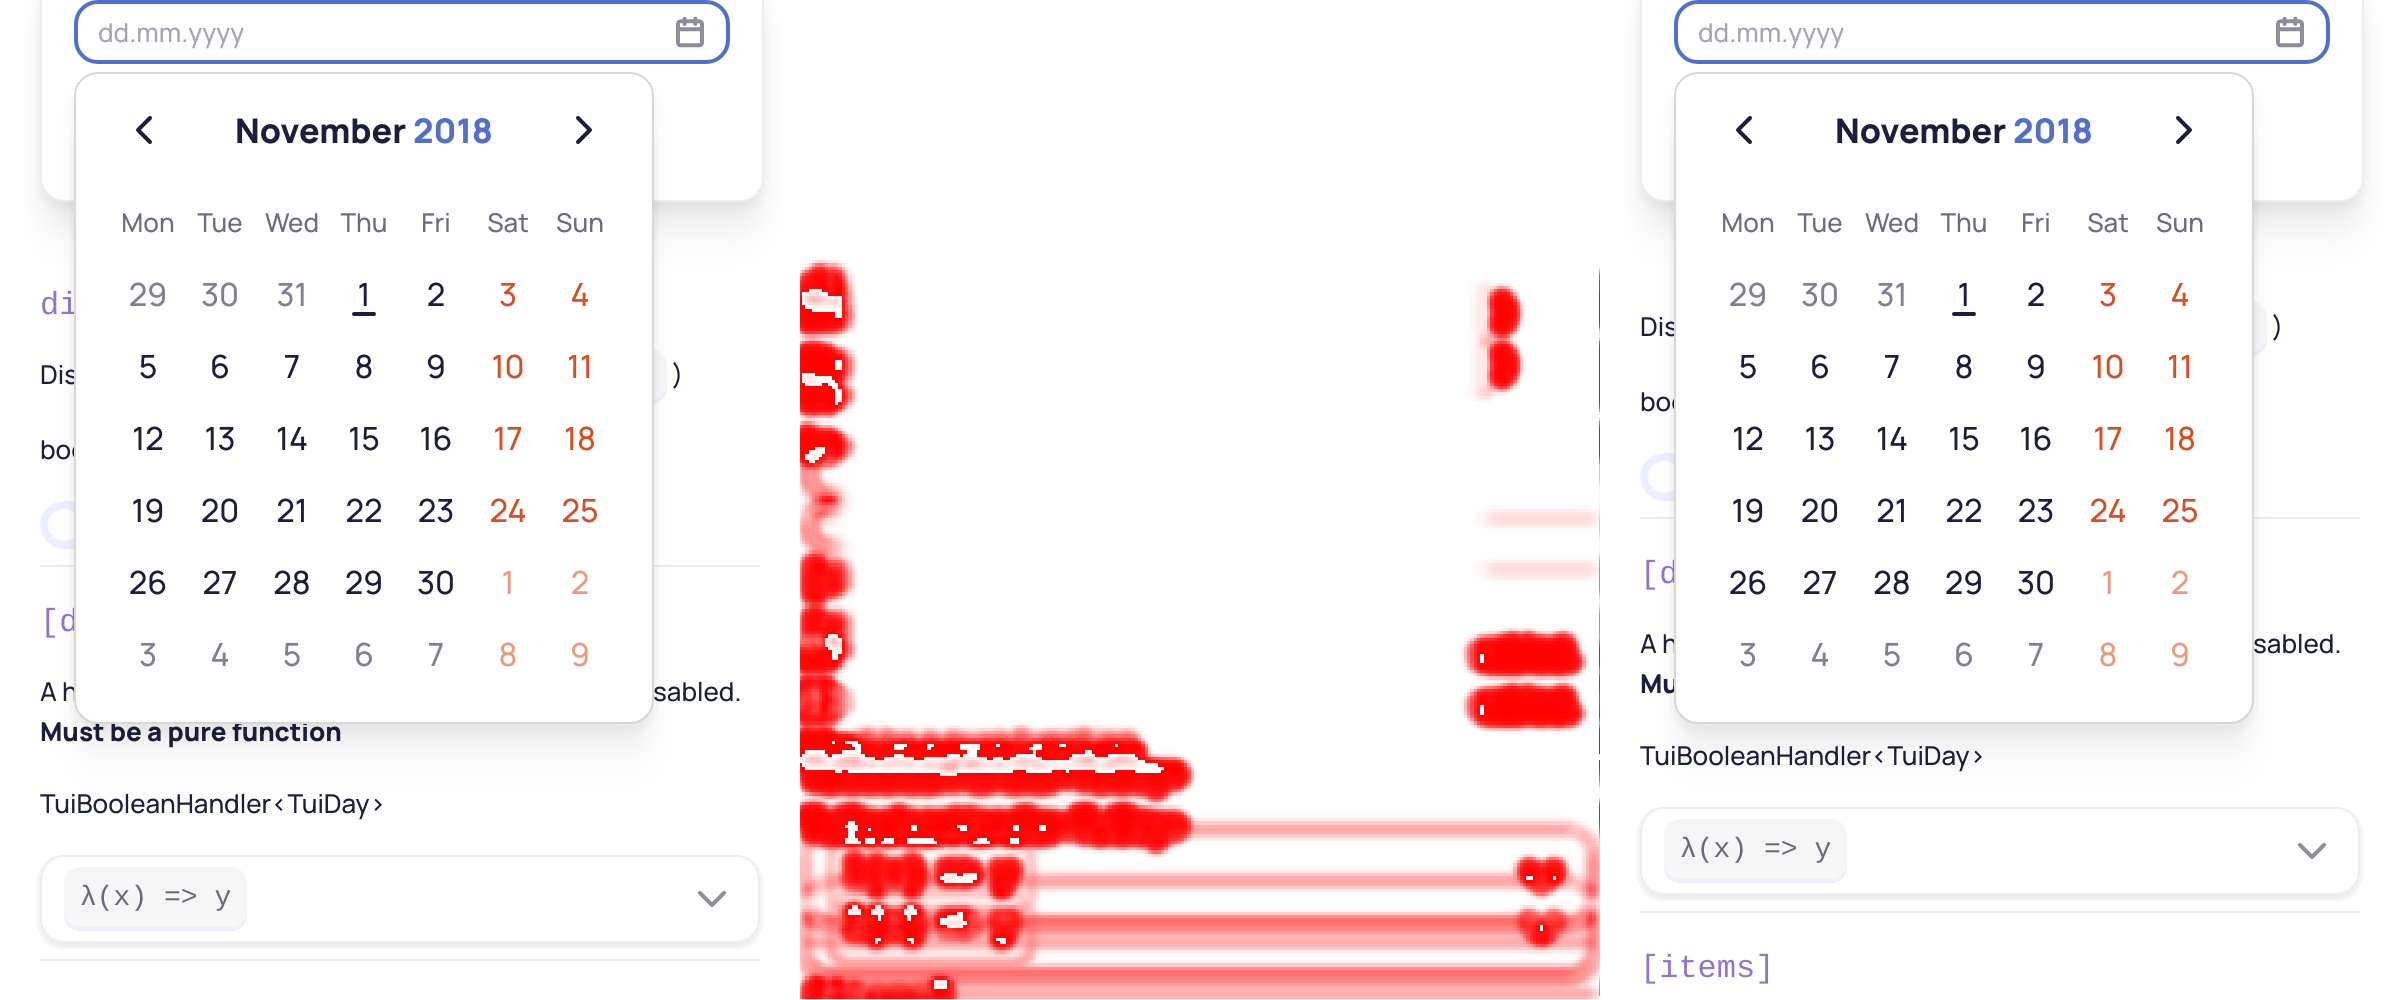 dd.mm.yyyy
November 2018
Mon Tue Wed Thu Fri Sat Sun
29 30 31 1 2 3 4
di
5 6 7 8 9 10 11
Dis )
12 13 14 15 16 17 18
boo
19 20 21 22 23 24 25
26 27 28 29 30 1 2
[d
3 4 5 6 7 8 9
A h sabled.
Must be a pure function
TuiBooleanHandler<TuiDay>
λ(x) => y
dd.mm.yyyy
November 2018
Mon Tue Wed Thu Fri Sat Sun
29 30 31 1 2 3 4
Dis )
5 6 7 8 9 10 11
boo
12 13 14 15 16 17 18
19 20 21 22 23 24 25
[d
26 27 28 29 30 1 2
A h sabled.
3 4 5 6 7 8 9
Mu
TuiBooleanHandler<TuiDay>
λ(x) => y
[items]